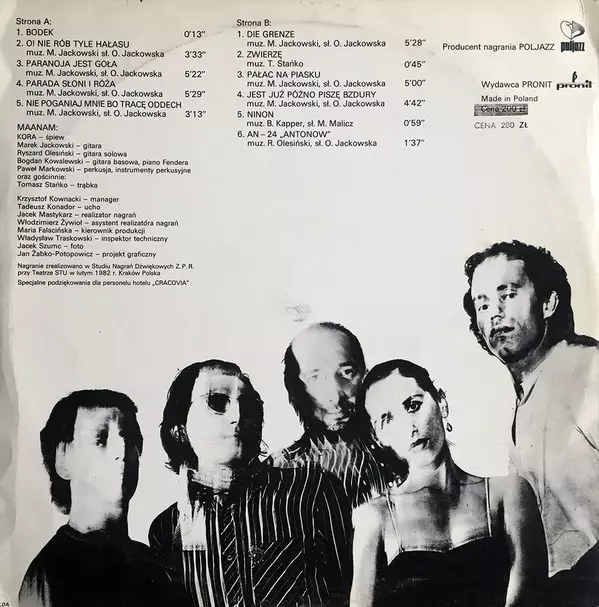 Strona A:
1. BODEK 0'13"
2. O! NIE RÓB TYLE HAŁASU
muz. M. Jackowski, sł. O. Jackowska 3'33"
3. PARANOJA JEST GOŁA
muz. M. Jackowski, sł. O. Jackowska 5'22"
4. PARADA SŁONI I RÓŻA
muz. M. Jackowski, sł. O. Jackowska 5'29"
5. NIE POGANIAJ MNIE BO TRACĘ ODDECH
muz. M. Jackowski, sł. O. Jackowska 3'13"
MAANAM:
KORA – śpiew
Marek Jackowski – gitara
Ryszard Olesiński – gitara solowa
Bogdan Kowalewski – gitara basowa, piano Fendera
Paweł Markowski – perkusja, instrumenty perkusyjne
oraz gościnnie:
Tomasz Stańko – trąbka
Krzysztof Kownacki – manager
Tadeusz Konador – ucho
Jacek Mastykarz – realizator nagrań
Włodzimierz Żywioł – asystent realizatóra nagrań
Maria Falacińska – kierownik produkcji
Władysław Traskowski – inspektor techniczny
Jacek Szumc – foto
Jan Żabko-Potopowicz – projekt graficzny
Nagranie zrealizowano w Studiu Nagrań Dźwiękowych Z.P.R.
przy Teatrze STU w lutym 1982 r. Kraków Polska
Specjalne podziękowania dla personelu hotelu „CRACOVIA"
Strona B:
1. DIE GRENZE
muz. M. Jackowski, sł. O. Jackowska 5'28"
2. ZWIERZĘ
muz. T. Stańko 0'45"
3. PAŁAC NA PIASKU
muz. M. Jackowski, sł. O. Jackowska 5'00"
4. JEST JUŻ PÓŹNO PISZĘ BZDURY
muz. M. Jackowski, sł. O. Jackowska 4'42"
5. NINON
muz. B. Kapper, sł. M. Malicz 0'59"
6. AN – 24 „ANTONOW"
muz. R. Olesiński, sł. O. Jackowska 1'37"
Producent nagrania POLJAZZ poljazz
Wydawca PRONIT pronit
Made in Poland
Cena 200 zł
CENA 280 ZŁ
DA